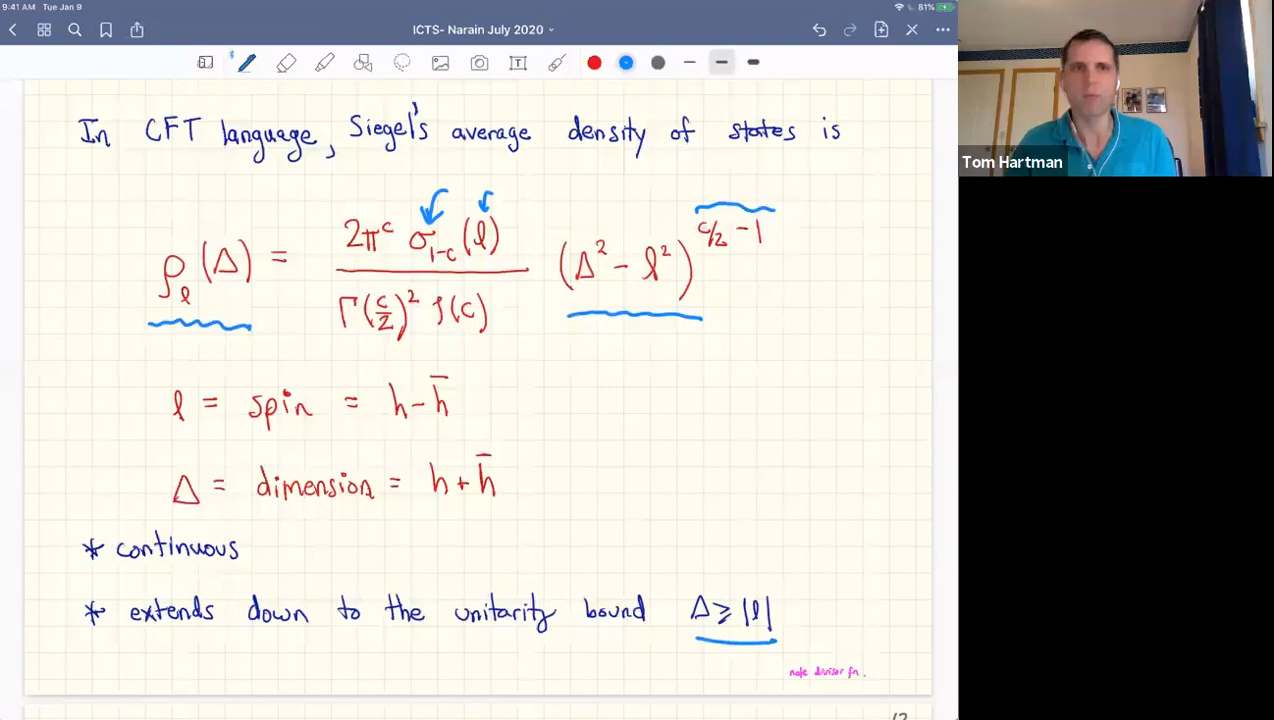 9:41 AM Tue Jan 9
81%
ICTS- Narain July 2020
In CFT language, Siegel's average density of states is
ρ_l(Δ) = 2π^c σ_{1-c}(l) / Γ(c/2)^2 ζ(c) (Δ^2 - l^2)^{c/2 - 1}
l = spin = h - h̄
Δ = dimension = h + h̄
* continuous
* extends down to the unitarity bound Δ ≥ |l|
note divisor fn.
Tom Hartman